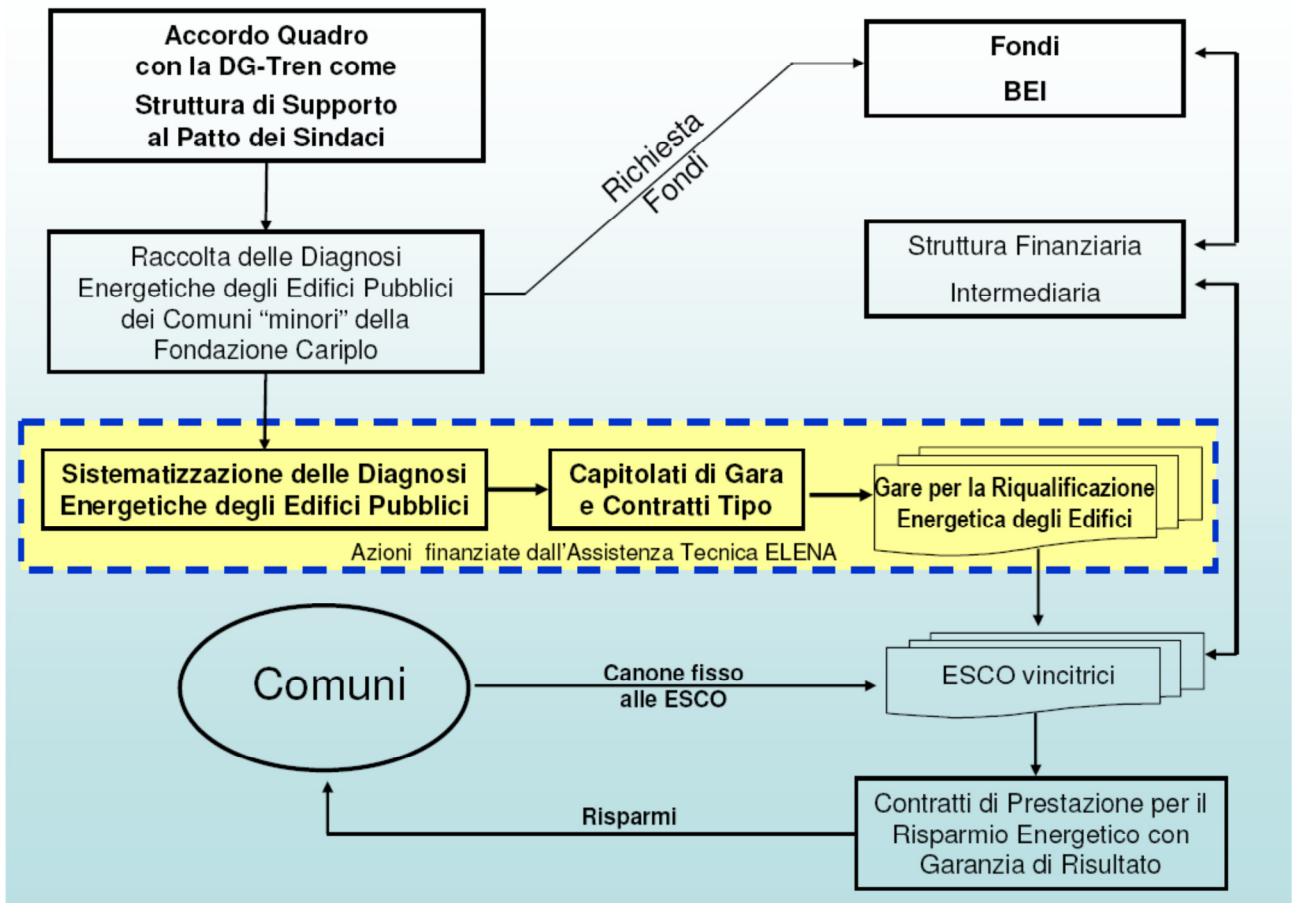 Accordo Quadro
con la DG-Tren come
Struttura di Supporto
al Patto dei Sindaci
Fondi
BEI
Richiesta
Fondi
Raccolta delle Diagnosi
Energetiche degli Edifici Pubblici
dei Comuni “minori” della
Fondazione Cariplo
Struttura Finanziaria
Intermediaria
Sistematizzazione delle Diagnosi
Energetiche degli Edifici Pubblici
Capitolati di Gara
e Contratti Tipo
Gare per la Riqualificazione
Energetica degli Edifici
Azioni finanziate dall’Assistenza Tecnica ELENA
Comuni
Canone fisso
alle ESCO
ESCO vincitrici
Risparmi
Contratti di Prestazione per il
Risparmio Energetico con
Garanzia di Risultato